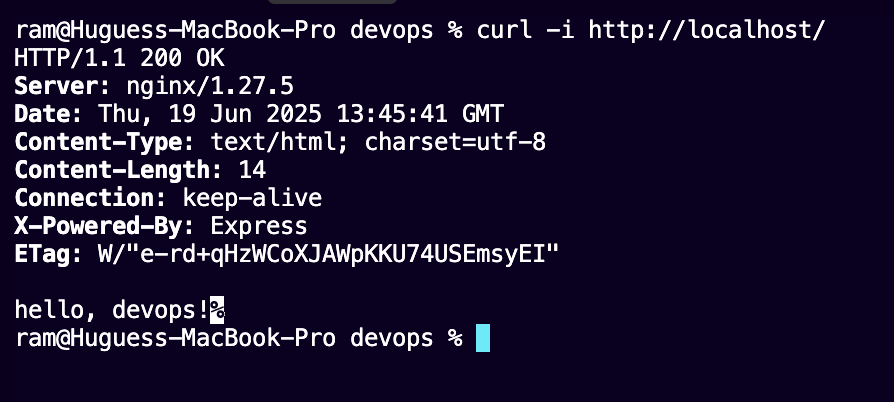 ram@Huguess-MacBook-Pro devops % curl -i http://localhost/
HTTP/1.1 200 OK
Server: nginx/1.27.5
Date: Thu, 19 Jun 2025 13:45:41 GMT
Content-Type: text/html; charset=utf-8
Content-Length: 14
Connection: keep-alive
X-Powered-By: Express
ETag: W/"e-rd+qHzWCoXJAWpKKU74USEmsyEI"

hello, devops!%
ram@Huguess-MacBook-Pro devops %